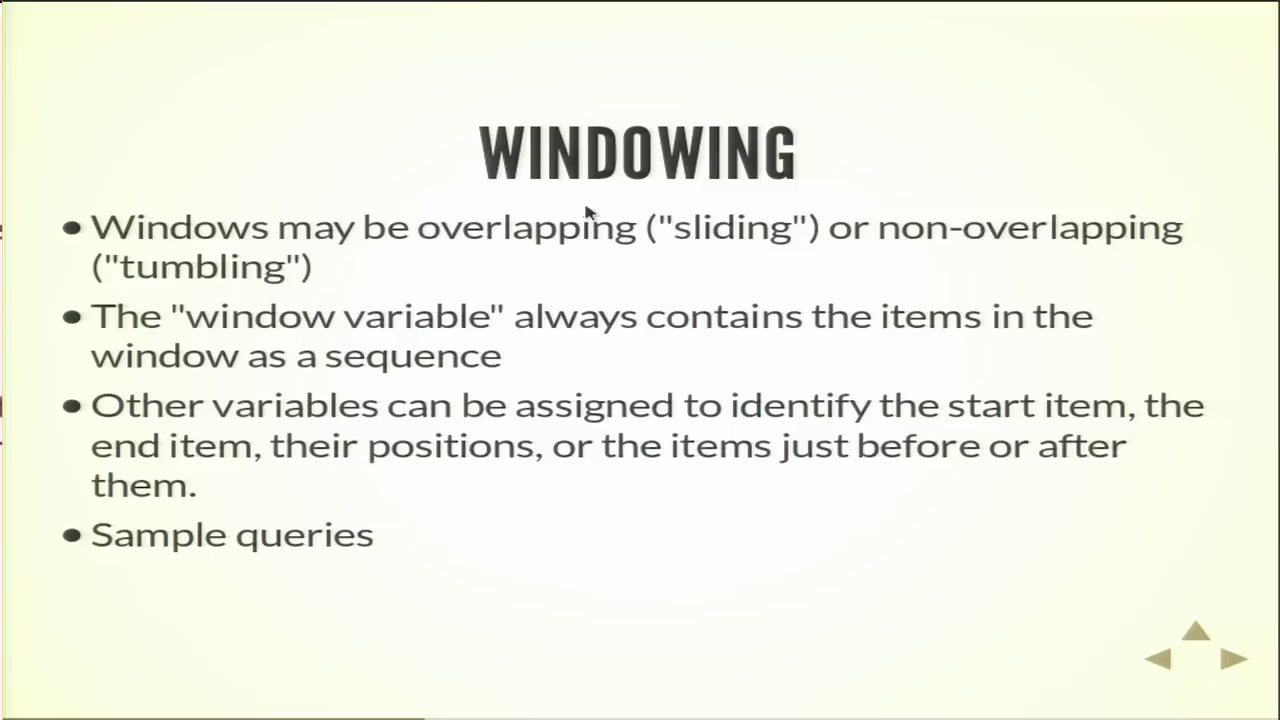 WINDOWING
• Windows may be overlapping ("sliding") or non-overlapping
("tumbling")
• The "window variable" always contains the items in the
window as a sequence
• Other variables can be assigned to identify the start item, the
end item, their positions, or the items just before or after
them.
• Sample queries